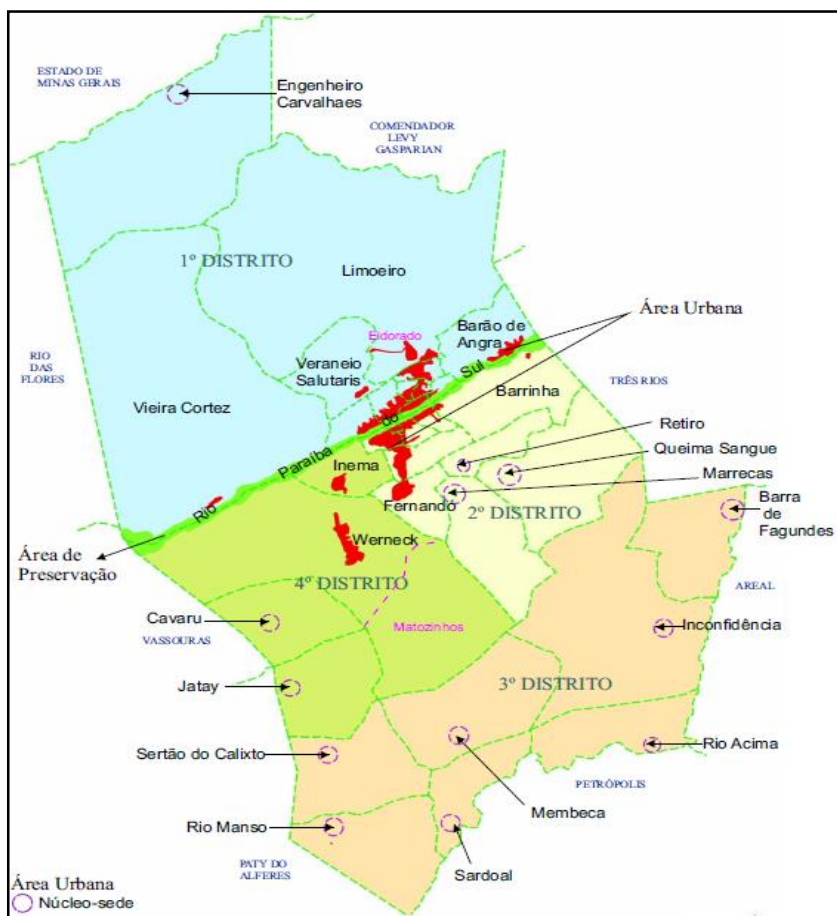 ESTADO DE
MINAS GERAIS
Engenheiro
Carvalhaes
COMENDADOR
LEVY
GASPARIAN
1º DISTRITO
Limoeiro
Área Urbana
Eldorado
Barão de
Angra
RIO
DAS
FLORES
Veraneio
Salutaris
TRÊS RIOS
Barrinha
Vieira Cortez
Rio Paraíba do Sul
Retiro
Queima Sangue
Inema
Marrecas
Fernando
2º DISTRITO
Barra
de
Fagundes
Werneck
Área de
Preservação
4º DISTRITO
AREAL
Cavaru
VASSOURAS
Matozinhos
Inconfidência
Jatay
3º DISTRITO
Sertão do Calixto
Rio Acima
PETRÓPOLIS
Membeca
Rio Manso
PATY DO
ALFERES
Sardoal
Área Urbana
Núcleo-sede